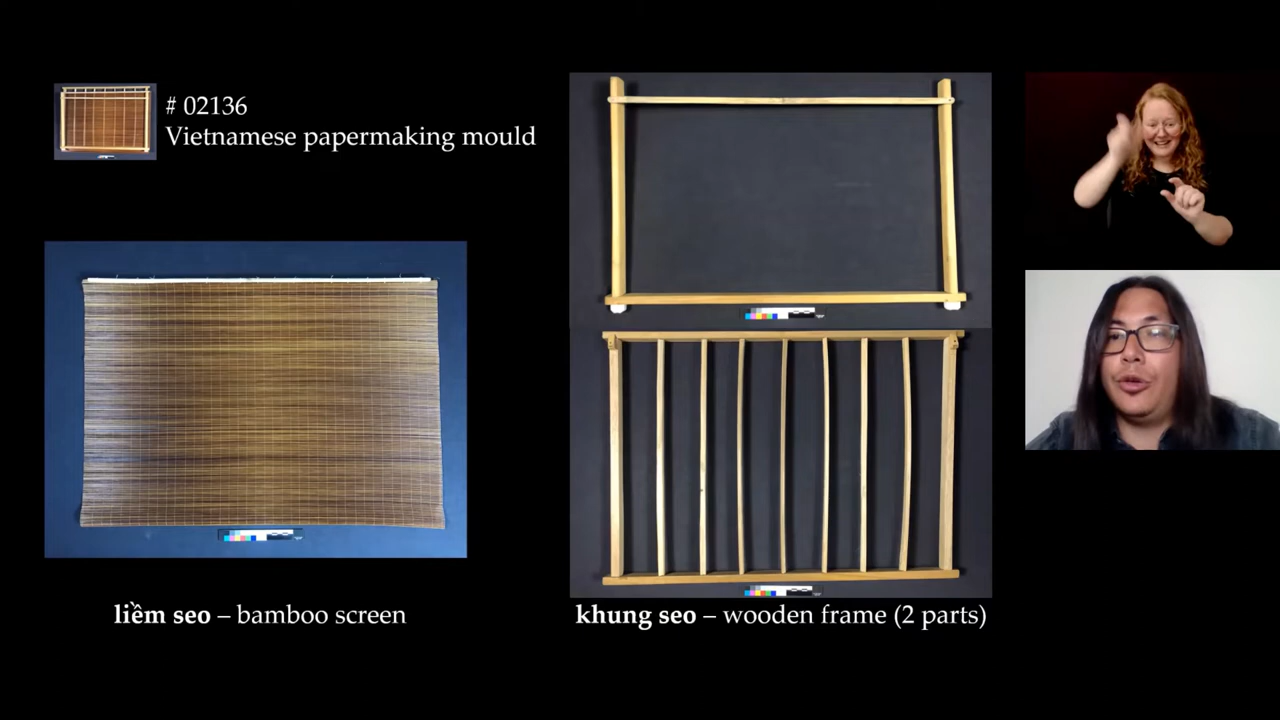 # 02136
Vietnamese papermaking mould
liềm seo – bamboo screen
khung seo – wooden frame (2 parts)